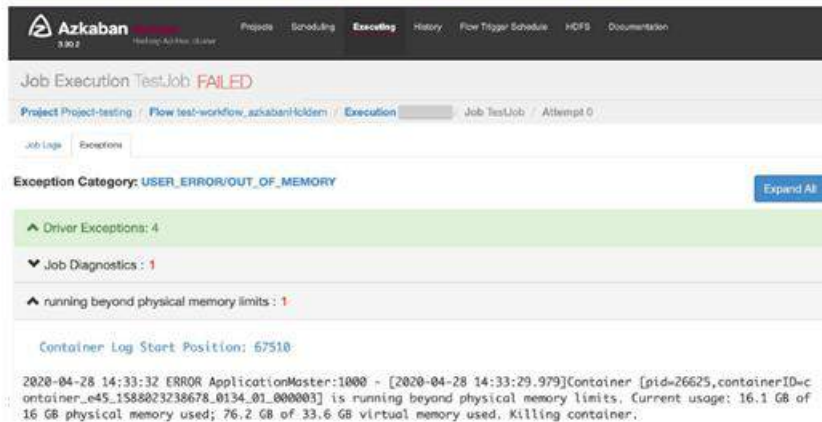 Azkaban
3.80.2
Projects Scheduling Executing History Flow Trigger Schedule HDFS Documentation
Job Execution TestJob FAILED
Project Project-testing / Flow test-workflow_azkabanHoldem / Execution / Job TestJob / Attempt 0
Job Logs Exceptions
Exception Category: USER_ERROR/OUT_OF_MEMORY
Expand All
Driver Exceptions: 4
Job Diagnostics : 1
running beyond physical memory limits : 1
Container Log Start Position: 67510
2020-04-28 14:33:32 ERROR ApplicationMaster:1000 - [2020-04-28 14:33:29.979]Container [pid=26625,containerID=c
ontainer_e45_1588023238678_0134_01_000003] is running beyond physical memory limits. Current usage: 16.1 GB of
16 GB physical memory used; 76.2 GB of 33.6 GB virtual memory used. Killing container.